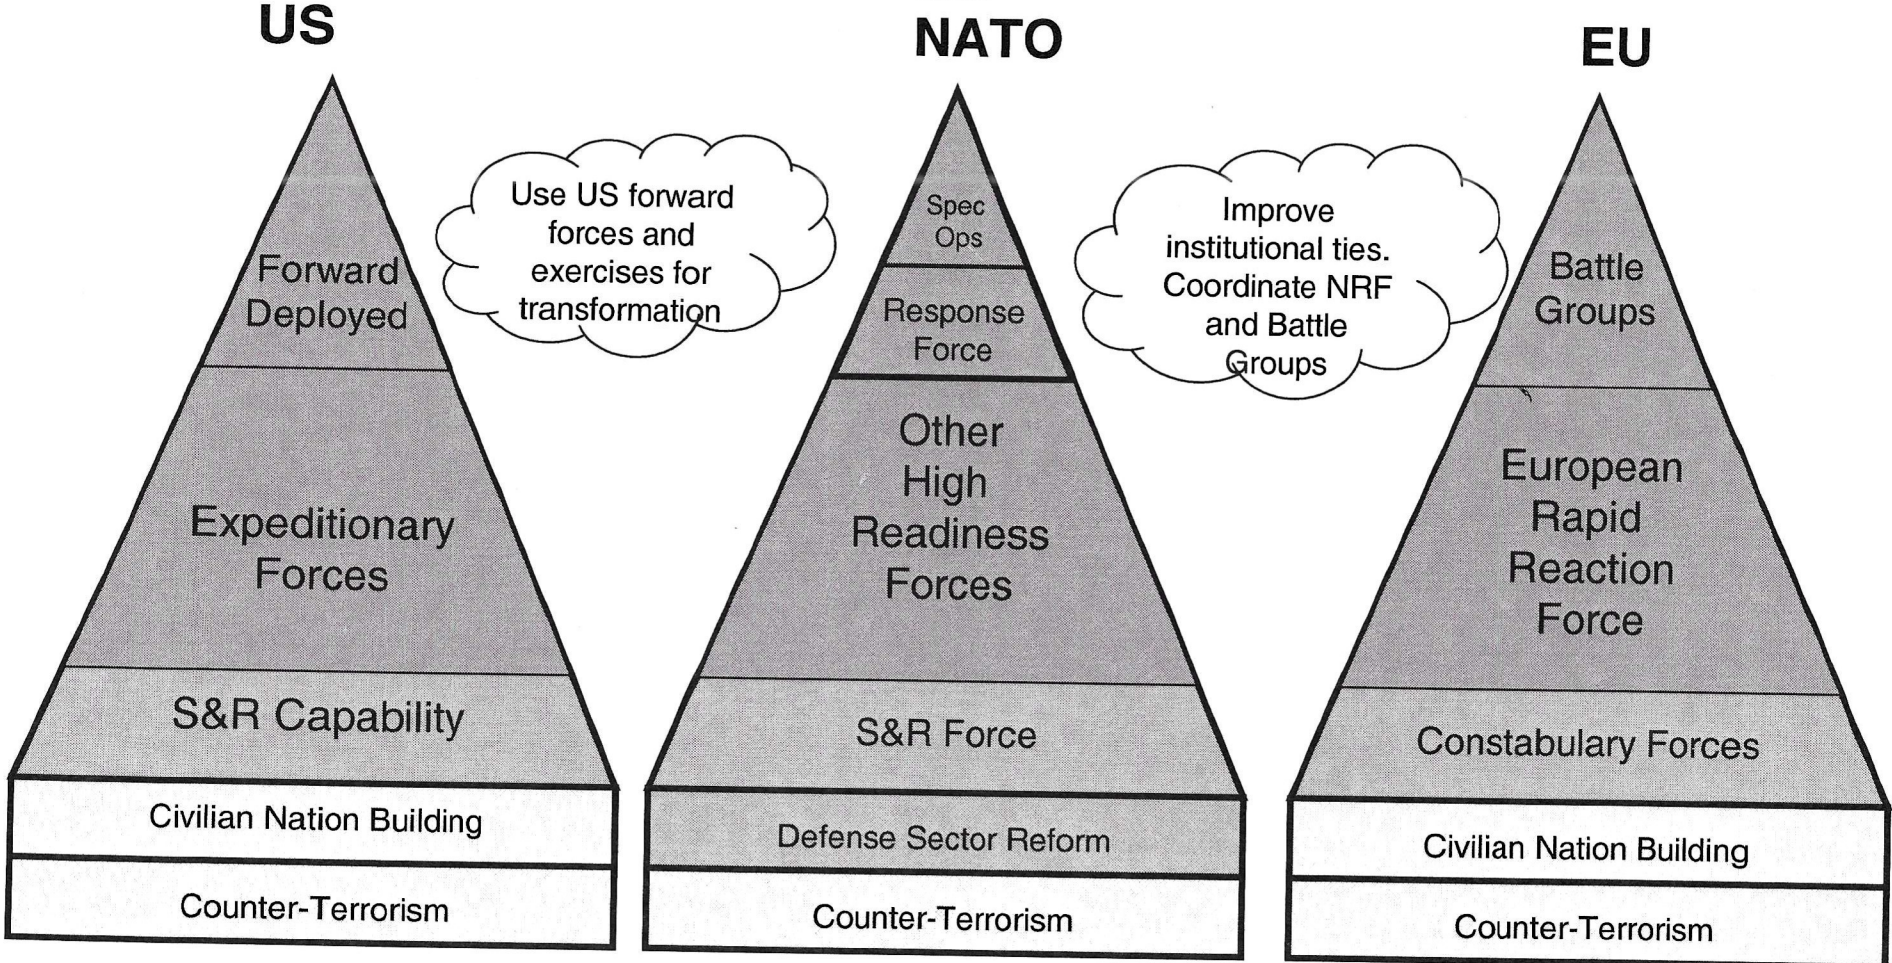 US
Forward
Deployed
Expeditionary
Forces
S&R Capability
Civilian Nation Building
Counter-Terrorism
Use US forward
forces and
exercises for
transformation
NATO
Spec
Ops
Response
Force
Other
High
Readiness
Forces
S&R Force
Defense Sector Reform
Counter-Terrorism
Improve
institutional ties.
Coordinate NRF
and Battle
Groups
EU
Battle
Groups
European
Rapid
Reaction
Force
Constabulary Forces
Civilian Nation Building
Counter-Terrorism